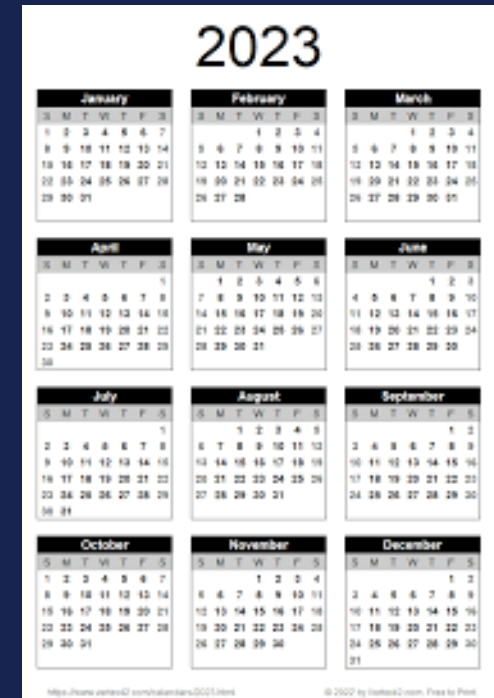 2023
January
S M T W T F S
1 2 3 4 5 6 7
8 9 10 11 12 13 14
15 16 17 18 19 20 21
22 23 24 25 26 27 28
29 30 31
February
S M T W T F S
1 2 3 4
5 6 7 8 9 10 11
12 13 14 15 16 17 18
19 20 21 22 23 24 25
26 27 28
March
S M T W T F S
1 2 3 4
5 6 7 8 9 10 11
12 13 14 15 16 17 18
19 20 21 22 23 24 25
26 27 28 29 30 31
April
S M T W T F S
1
2 3 4 5 6 7 8
9 10 11 12 13 14 15
16 17 18 19 20 21 22
23 24 25 26 27 28 29
30
May
S M T W T F S
1 2 3 4 5 6
7 8 9 10 11 12 13
14 15 16 17 18 19 20
21 22 23 24 25 26 27
28 29 30 31
June
S M T W T F S
1 2 3
4 5 6 7 8 9 10
11 12 13 14 15 16 17
18 19 20 21 22 23 24
25 26 27 28 29 30
July
S M T W T F S
1
2 3 4 5 6 7 8
9 10 11 12 13 14 15
16 17 18 19 20 21 22
23 24 25 26 27 28 29
30 31
August
S M T W T F S
1 2 3 4 5
6 7 8 9 10 11 12
13 14 15 16 17 18 19
20 21 22 23 24 25 26
27 28 29 30 31
September
S M T W T F S
1 2
3 4 5 6 7 8 9
10 11 12 13 14 15 16
17 18 19 20 21 22 23
24 25 26 27 28 29 30
October
S M T W T F S
1 2 3 4 5 6 7
8 9 10 11 12 13 14
15 16 17 18 19 20 21
22 23 24 25 26 27 28
29 30 31
November
S M T W T F S
1 2 3 4
5 6 7 8 9 10 11
12 13 14 15 16 17 18
19 20 21 22 23 24 25
26 27 28 29 30
December
S M T W T F S
1 2
3 4 5 6 7 8 9
10 11 12 13 14 15 16
17 18 19 20 21 22 23
24 25 26 27 28 29 30
31
© 2022 by Vertex42.com. Free to Print